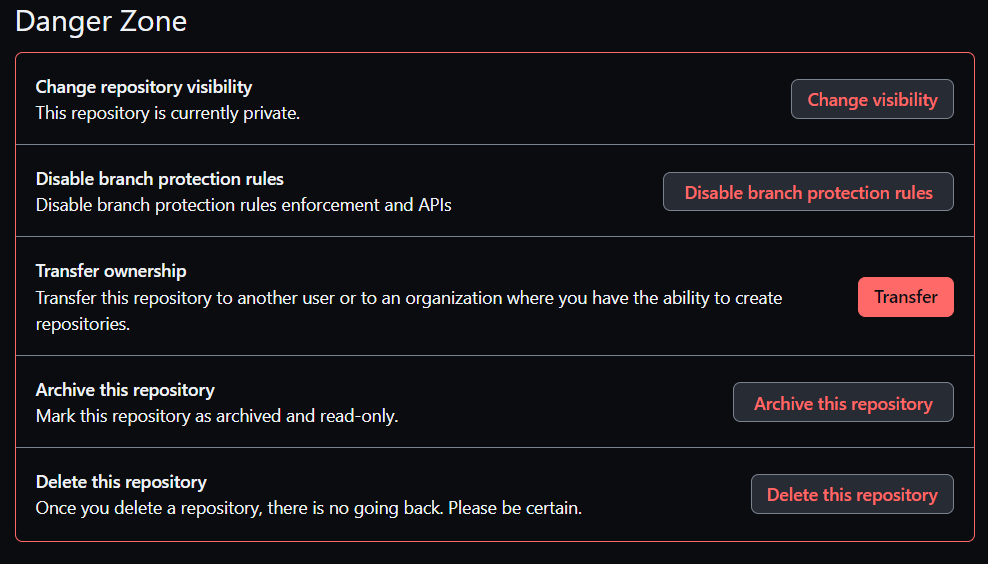 Danger Zone
Change repository visibility
This repository is currently private.
Change visibility
Disable branch protection rules
Disable branch protection rules enforcement and APIs
Disable branch protection rules
Transfer ownership
Transfer this repository to another user or to an organization where you have the ability to create
repositories.
Transfer
Archive this repository
Mark this repository as archived and read-only.
Archive this repository
Delete this repository
Once you delete a repository, there is no going back. Please be certain.
Delete this repository